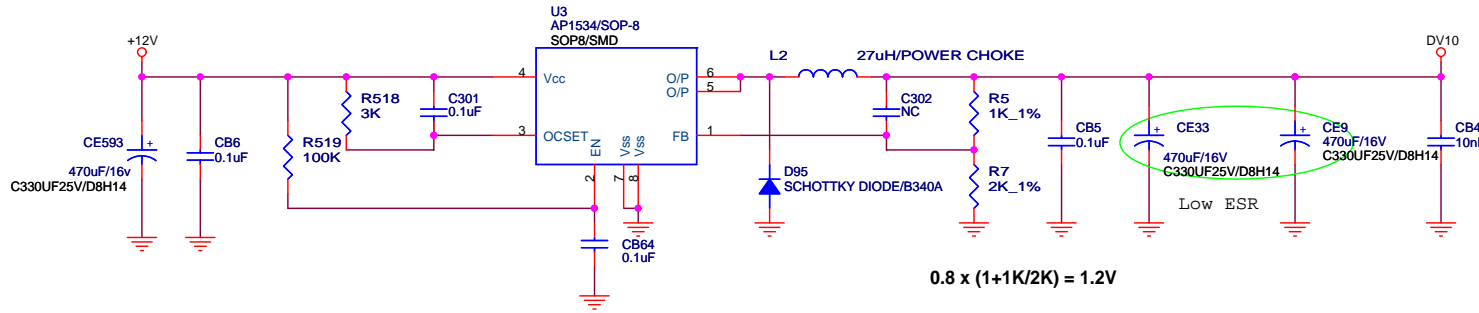 +12V
CE593
470uF/16v
C330UF25V/D8H14
CB6
0.1uF
R519
100K
R518
3K
C301
0.1uF
U3
AP1534/SOP-8
SOP8/SMD
4
Vcc
3
OCSET
EN
2
Vss
7
Vss
8
O/P
6
O/P
5
FB
1
CB64
0.1uF
D95
SCHOTTKY DIODE/B340A
L2
27uH/POWER CHOKE
C302
NC
R5
1K_1%
R7
2K_1%
CB5
0.1uF
CE33
470uF/16V
C330UF25V/D8H14
CE9
470uF/16V
C330UF25V/D8H14
Low ESR
DV10
CB4
0.8 x (1+1K/2K) = 1.2V